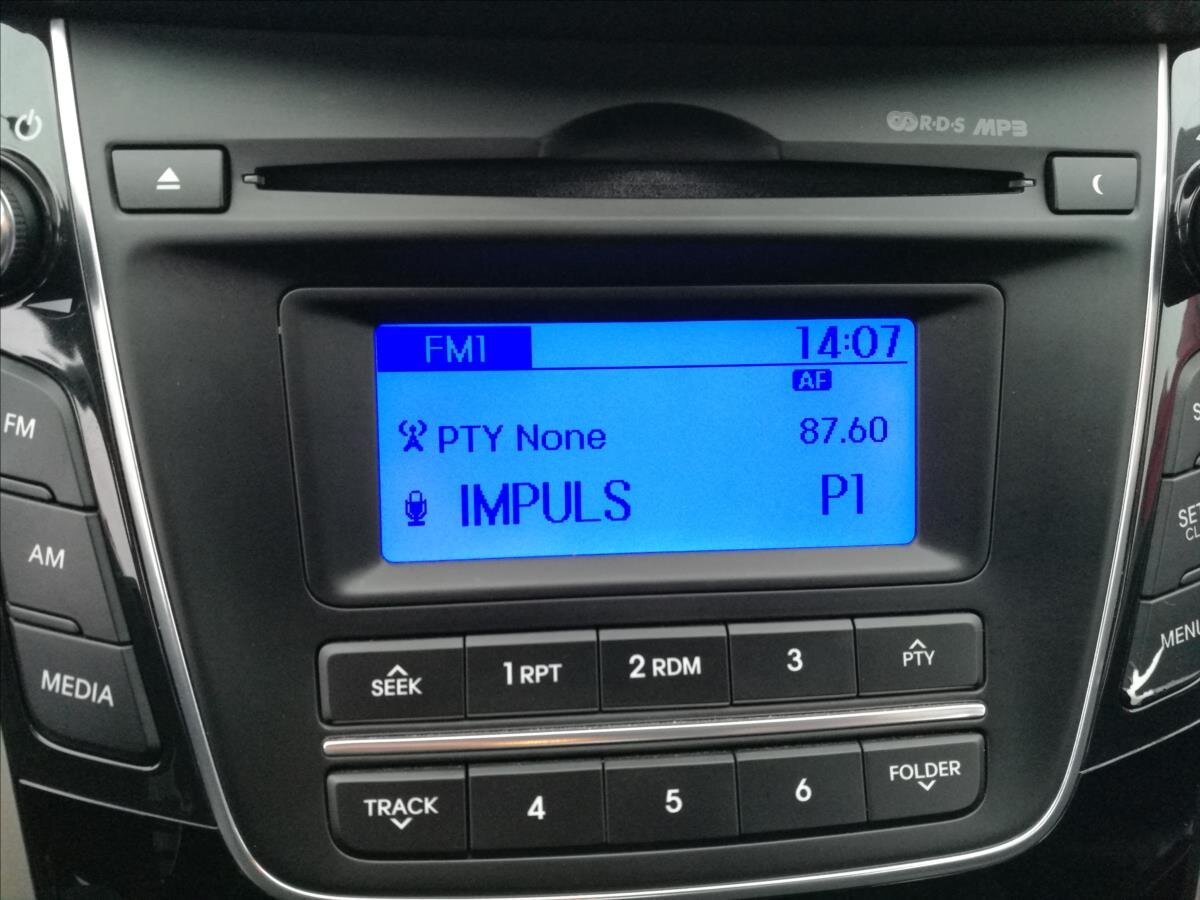 R·D·S MP3
FM1 14:07
AF
PTY None 87.60
IMPULS P1
FM
AM
MEDIA
SEEK 1 RPT 2 RDM 3 PTY
TRACK 4 5 6 FOLDER
MENU